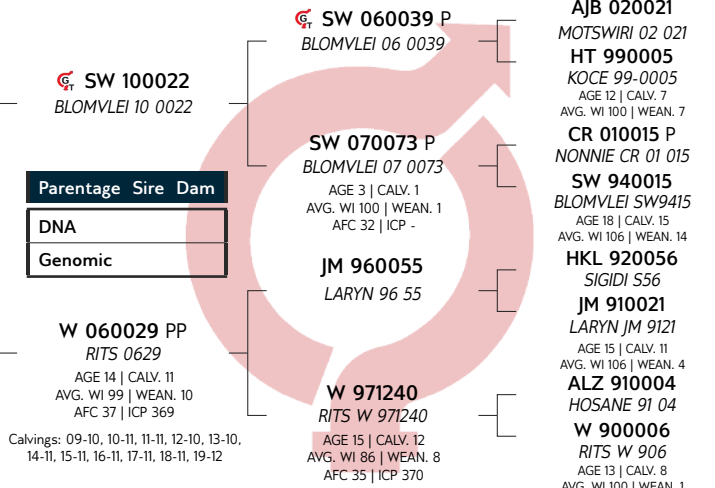 SW 100022
BLOMVLEI 10 0022
Parentage Sire Dam
DNA
Genomic
W 060029 PP
RITS 0629
AGE 14 | CALV. 11
AVG. WI 99 | WEAN. 10
AFC 37 | ICP 369
Calvings: 09-10, 10-11, 11-11, 12-10, 13-10,
14-11, 15-11, 16-11, 17-11, 18-11, 19-12
SW 060039 P
BLOMVLEI 06 0039
SW 070073 P
BLOMVLEI 07 0073
AGE 3 | CALV. 1
AVG. WI 100 | WEAN. 1
AFC 32 | ICP -
JM 960055
LARYN 96 55
W 971240
RITS W 971240
AGE 15 | CALV. 12
AVG. WI 86 | WEAN. 8
AFC 35 | ICP 370
AJB 020021
MOTSWIRI 02 021
HT 990005
KOCE 99-0005
AGE 12 | CALV. 7
AVG. WI 100 | WEAN. 7
CR 010015 P
NONNIE CR 01 015
SW 940015
BLOMVLEI SW9415
AGE 18 | CALV. 15
AVG. WI 106 | WEAN. 14
HKL 920056
SIGIDI S56
JM 910021
LARYN JM 9121
AGE 15 | CALV. 11
AVG. WI 106 | WEAN. 4
ALZ 910004
HOSANE 91 04
W 900006
RITS W 906
AGE 13 | CALV. 8
AVG. WI 100 | WEAN. 1